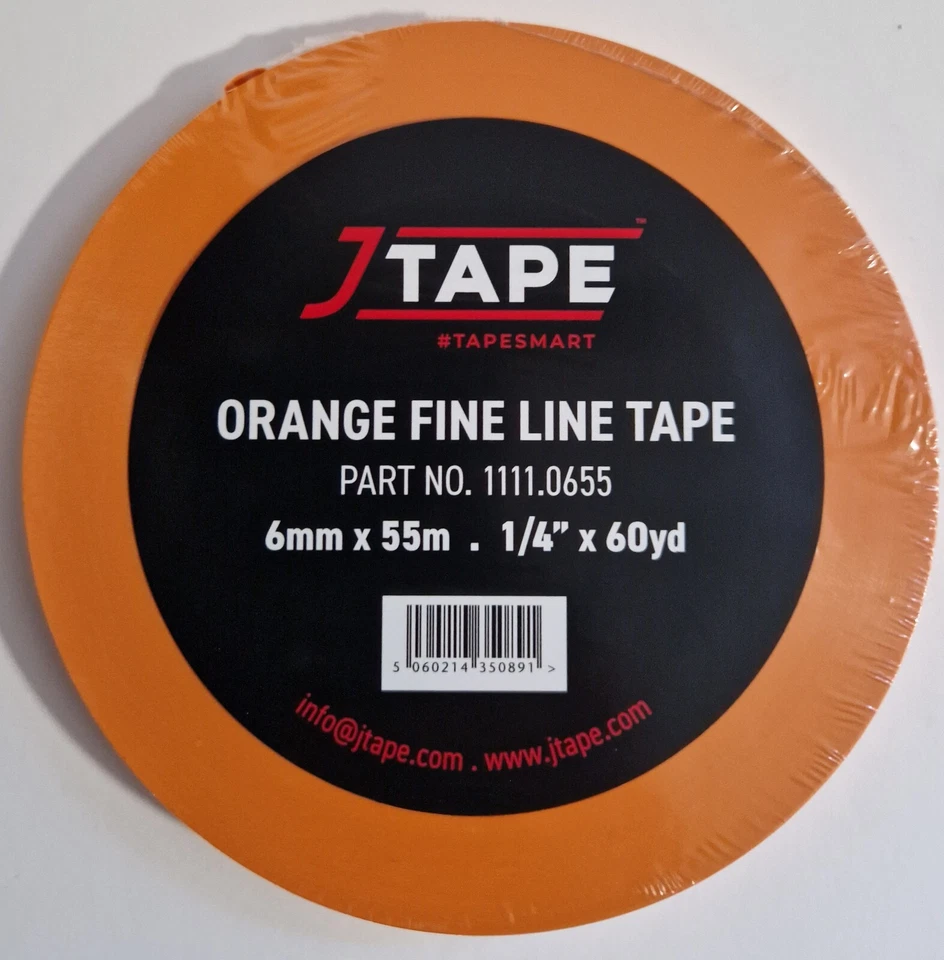 JTAPE™
#TAPESMART
ORANGE FINE LINE TAPE
PART NO. 1111.0655
6mm x 55m . 1/4” x 60yd
5 060214 350891 >
info@jtape.com . www.jtape.com